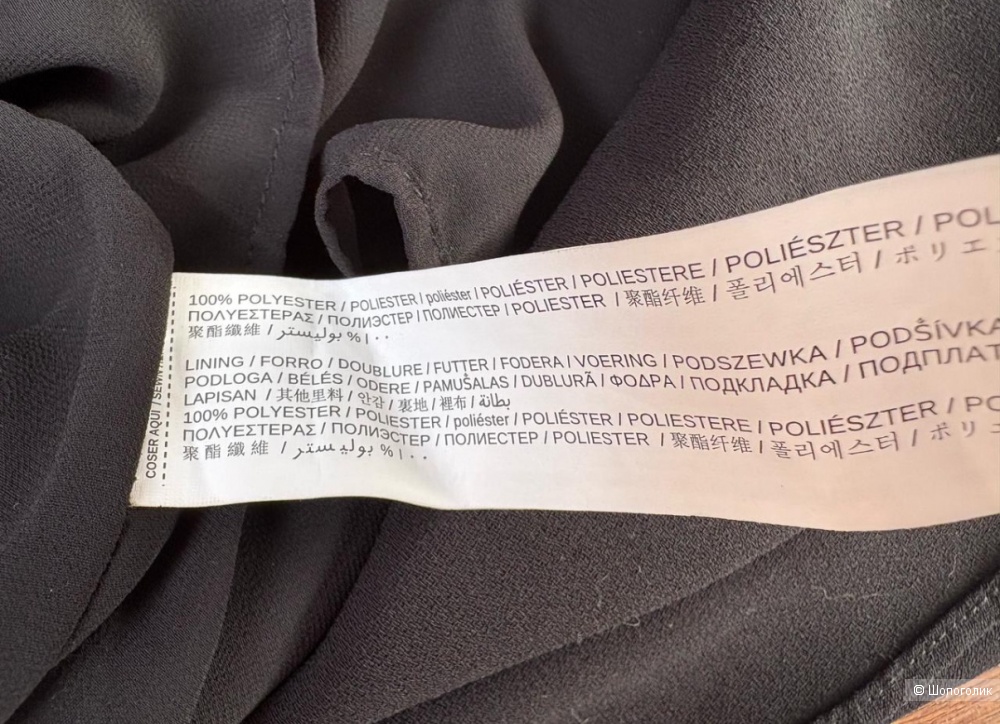 100% POLYESTER / POLIESTER / poliéster / POLIÉSTER / POLIESTERE / POLIÉSZTER / POL
ΠΟΛΥΕΣΤΕΡΑΣ / ПОЛИЭСТЕР / ПОЛИЕСТЕР / POLIESTER / 聚酯纤维 / 폴리에스터 / ポリエ
聚酯纖維 / بوليستر %١٠٠
LINING / FORRO / DOUBLURE / FUTTER / FODERA / VOERING / PODSZEWKA / PODŠÍVKA
PODLOGA / BÉLÉS / ODERE / PAMUŠALAS / DUBLURĂ / ΦΟΔΡΑ / ПОДКЛАДКА / ПОДПЛАТ
LAPISAN / 其他里料 / 안감 / 裏地 / 裡布 / بطانة
100% POLYESTER / POLIESTER / poliéster / POLIÉSTER / POLIESTERE / POLIÉSZTER / PO
ΠΟΛΥΕΣΤΕΡΑΣ / ПОЛИЭСТЕР / ПОЛИЕСТЕР / POLIESTER / 聚酯纤维 / 폴리에스터 / ポリエ
聚酯纖維 / بوليستر %١٠٠
COSER AQUI / SEW
© Шопоголик